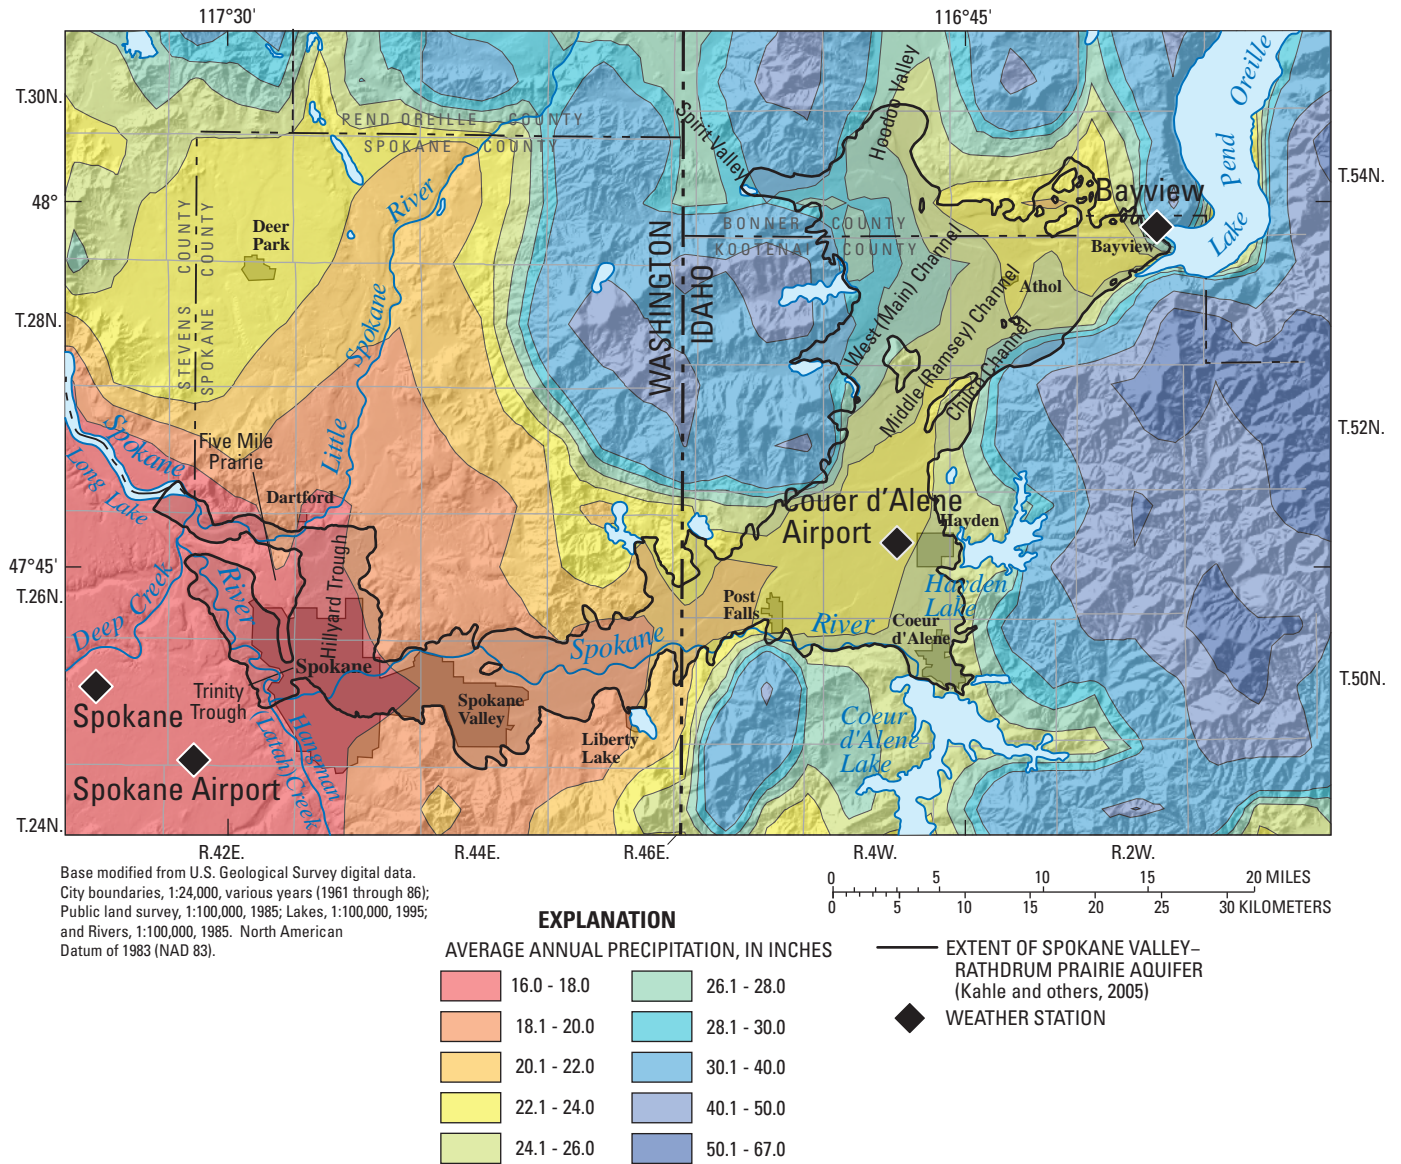 117°30'
116°45'
T.30N.
48°
T.28N.
47°45'
T.26N.
T.24N.
T.54N.
T.52N.
T.50N.
R.42E.
R.44E.
R.46E.
R.4W.
R.2W.
PEND OREILLE COUNTY
SPOKANE COUNTY
STEVENS COUNTY
SPOKANE COUNTY
BONNER COUNTY
KOOTENAI COUNTY
WASHINGTON
IDAHO
Spirit Valley
Hoodoo Valley
Lake Pend Oreille
Bayview
Bayview
Athol
West (Main) Channel
Middle (Ramsey) Channel
Chilco Channel
Deer
Park
Little Spokane River
Five Mile
Prairie
Spokane
Long Lake
Dartford
Deep Creek
River
Hillyard Trough
Spokane
Trinity
Trough
Spokane
Spokane Airport
Hangman
(Latah) Creek
Creek
Spokane
Valley
Liberty
Lake
Spokane River
Post
Falls
Couer d'Alene
Airport
Hayden
Hayden
Lake
Coeur
d'Alene
Coeur
d'Alene
Lake
Base modified from U.S. Geological Survey digital data.
City boundaries, 1:24,000, various years (1961 through 86);
Public land survey, 1:100,000, 1985; Lakes, 1:100,000, 1995;
and Rivers, 1:100,000, 1985. North American
Datum of 1983 (NAD 83).
0 5 10 15 20 MILES
0 5 10 15 20 25 30 KILOMETERS
EXPLANATION
AVERAGE ANNUAL PRECIPITATION, IN INCHES
16.0 - 18.0
18.1 - 20.0
20.1 - 22.0
22.1 - 24.0
24.1 - 26.0
26.1 - 28.0
28.1 - 30.0
30.1 - 40.0
40.1 - 50.0
50.1 - 67.0
EXTENT OF SPOKANE VALLEY–
RATHDRUM PRAIRIE AQUIFER
(Kahle and others, 2005)
WEATHER STATION